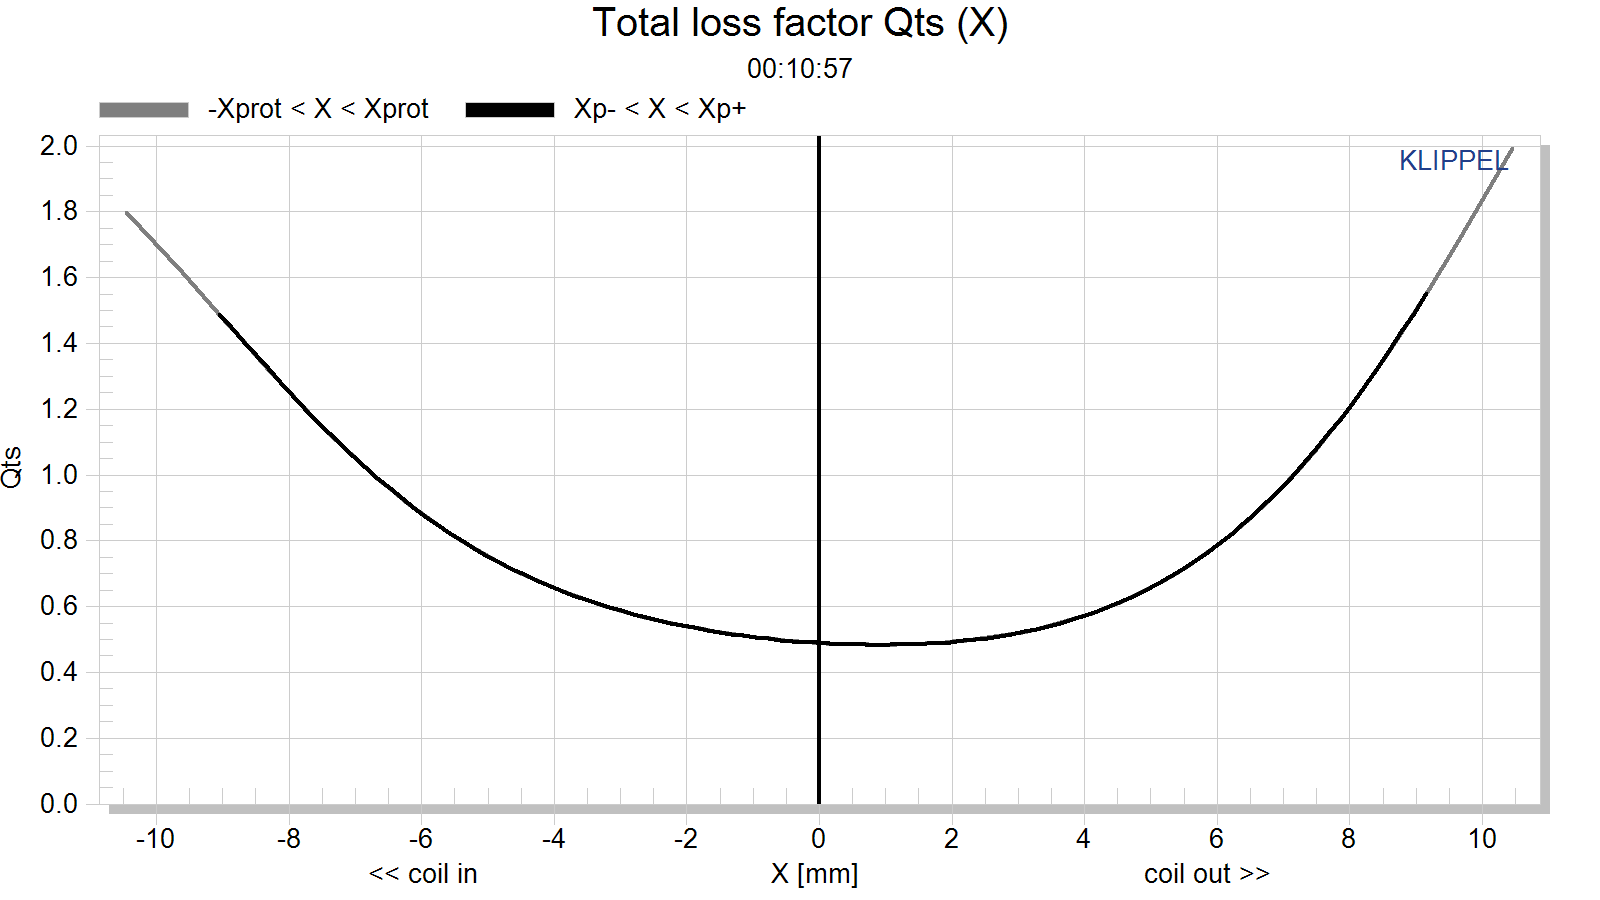 Total loss factor Qts (X)
00:10:57
-Xprot < X < Xprot
Xp- < X < Xp+
KLIPPEL
2.0
1.8
1.6
1.4
1.2
1.0
0.8
0.6
0.4
0.2
0.0
Qts
-10 -8 -6 -4 -2 0 2 4 6 8 10
<< coil in X [mm] coil out >>